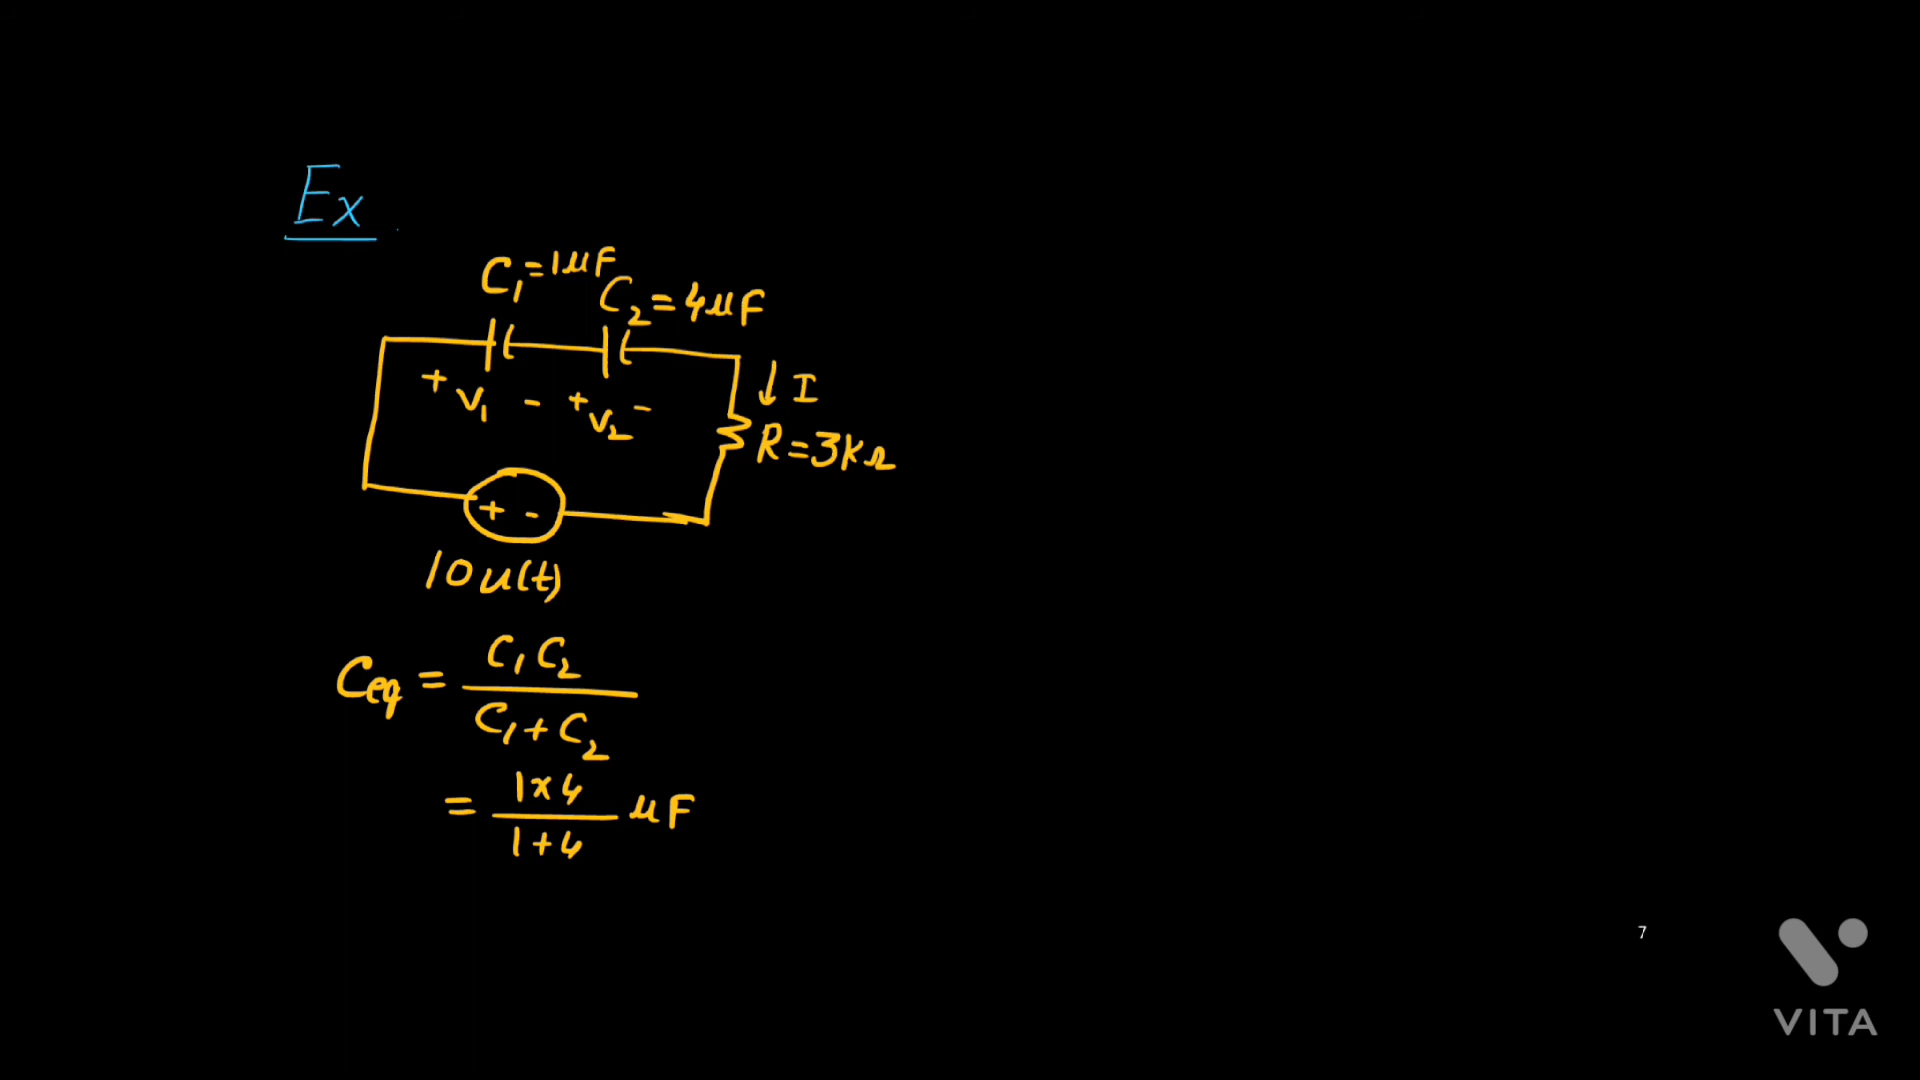 Ex
C₁=1μF
C₂=4μF
+ V₁ - + V₂ -
↓ I
R=3kΩ
+ -
10u(t)
Ceq = C₁C₂ / C₁+C₂
= 1×4 / 1+4 μF
7
VITA